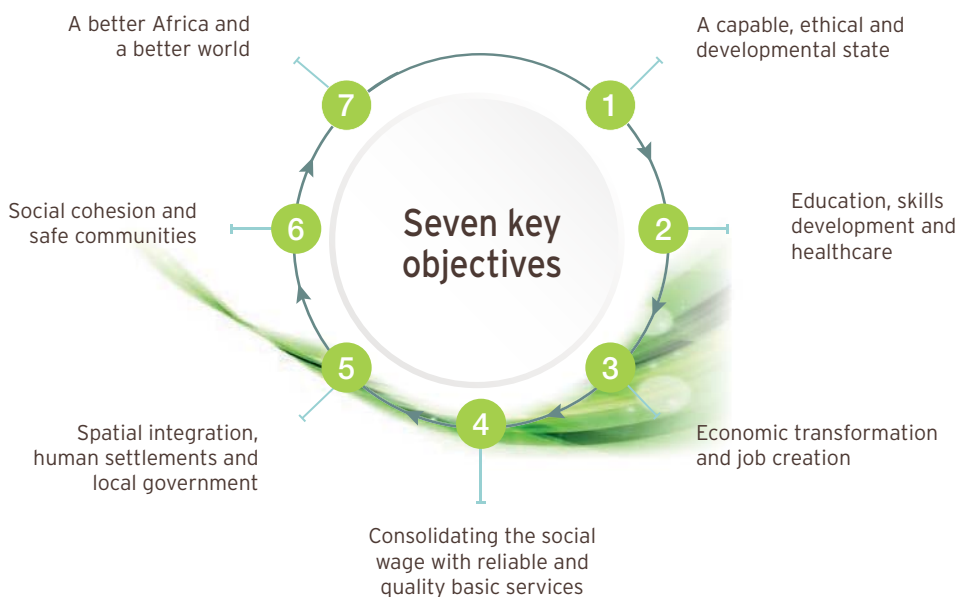 Seven key
objectives
1
A capable, ethical and
developmental state
2
Education, skills
development and
healthcare
3
Economic transformation
and job creation
4
Consolidating the social
wage with reliable and
quality basic services
5
Spatial integration,
human settlements and
local government
6
Social cohesion and
safe communities
7
A better Africa and
a better world